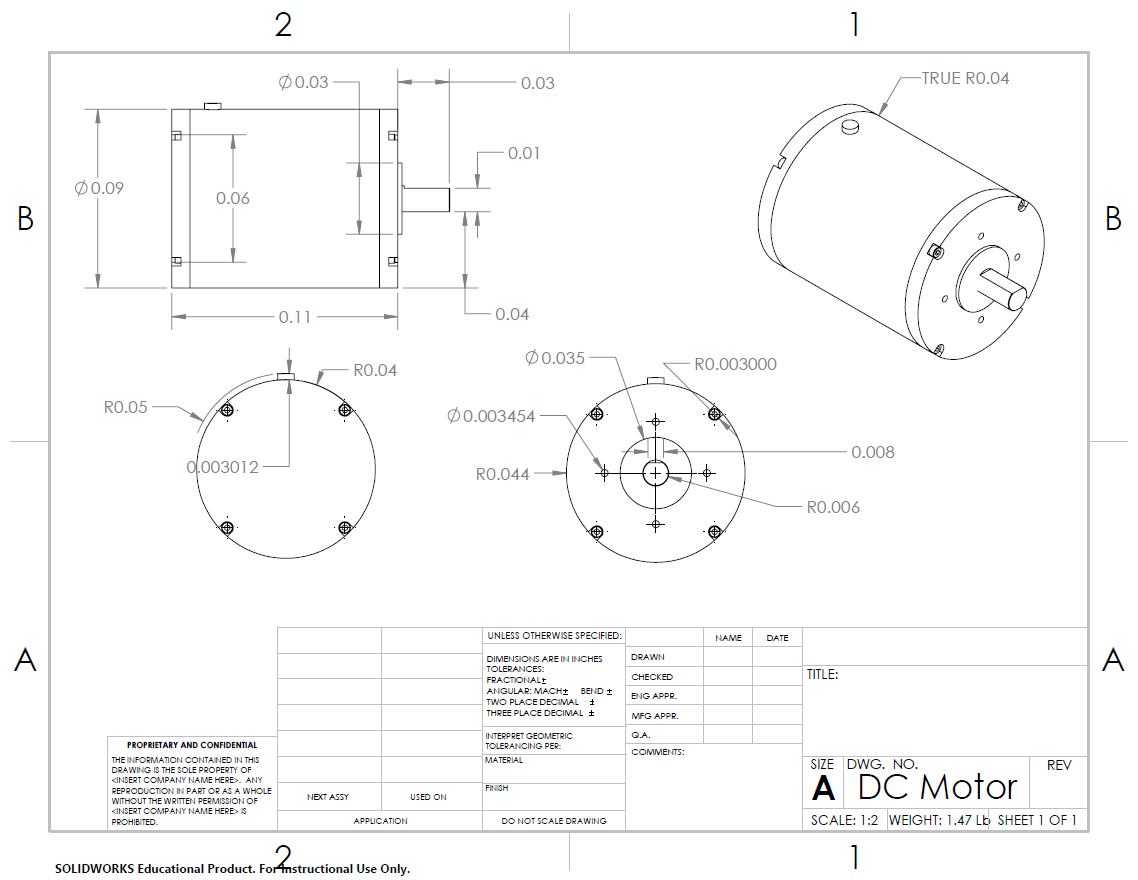 2 1
∅0.03
0.03
TRUE R0.04
0.01
∅0.09
0.06
B B
0.11
0.04
R0.04
R0.05
0.003012
∅0.035
R0.003000
∅0.003454
0.008
R0.044
R0.006
A A
UNLESS OTHERWISE SPECIFIED:
DIMENSIONS ARE IN INCHES
TOLERANCES:
FRACTIONAL±
ANGULAR: MACH± BEND ±
TWO PLACE DECIMAL ±
THREE PLACE DECIMAL ±
INTERPRET GEOMETRIC
TOLERANCING PER:
MATERIAL
FINISH
DO NOT SCALE DRAWING
NAME DATE
DRAWN
CHECKED
ENG APPR.
MFG APPR.
Q.A.
COMMENTS:
TITLE:
SIZE DWG. NO. REV
A DC Motor
SCALE: 1:2 WEIGHT: 1.47 Lb SHEET 1 OF 1
PROPRIETARY AND CONFIDENTIAL
THE INFORMATION CONTAINED IN THIS
DRAWING IS THE SOLE PROPERTY OF
<INSERT COMPANY NAME HERE>. ANY
REPRODUCTION IN PART OR AS A WHOLE
WITHOUT THE WRITTEN PERMISSION OF
<INSERT COMPANY NAME HERE> IS
PROHIBITED.
NEXT ASSY USED ON
APPLICATION
2 1
SOLIDWORKS Educational Product. For Instructional Use Only.